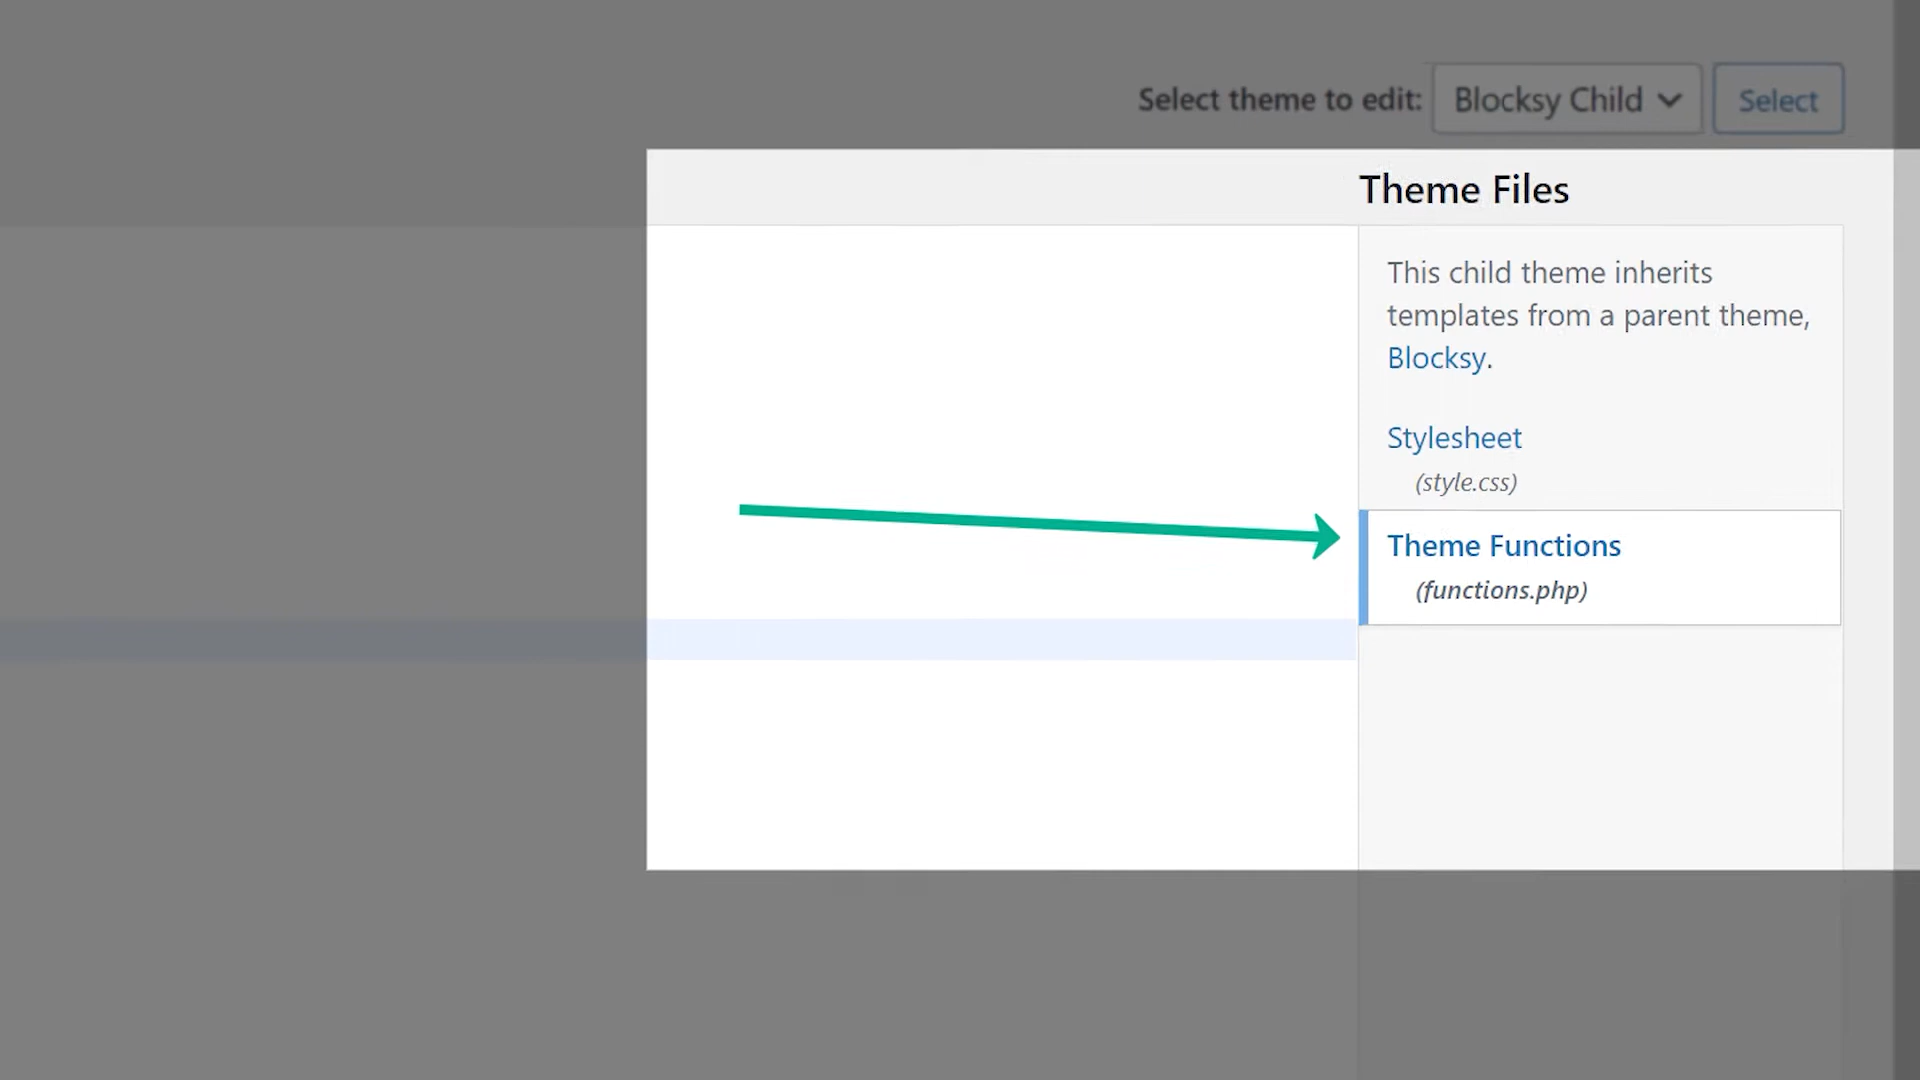 Select theme to edit: Blocksy Child Select
Theme Files
This child theme inherits
templates from a parent theme,
Blocksy.
Stylesheet
(style.css)
Theme Functions
(functions.php)